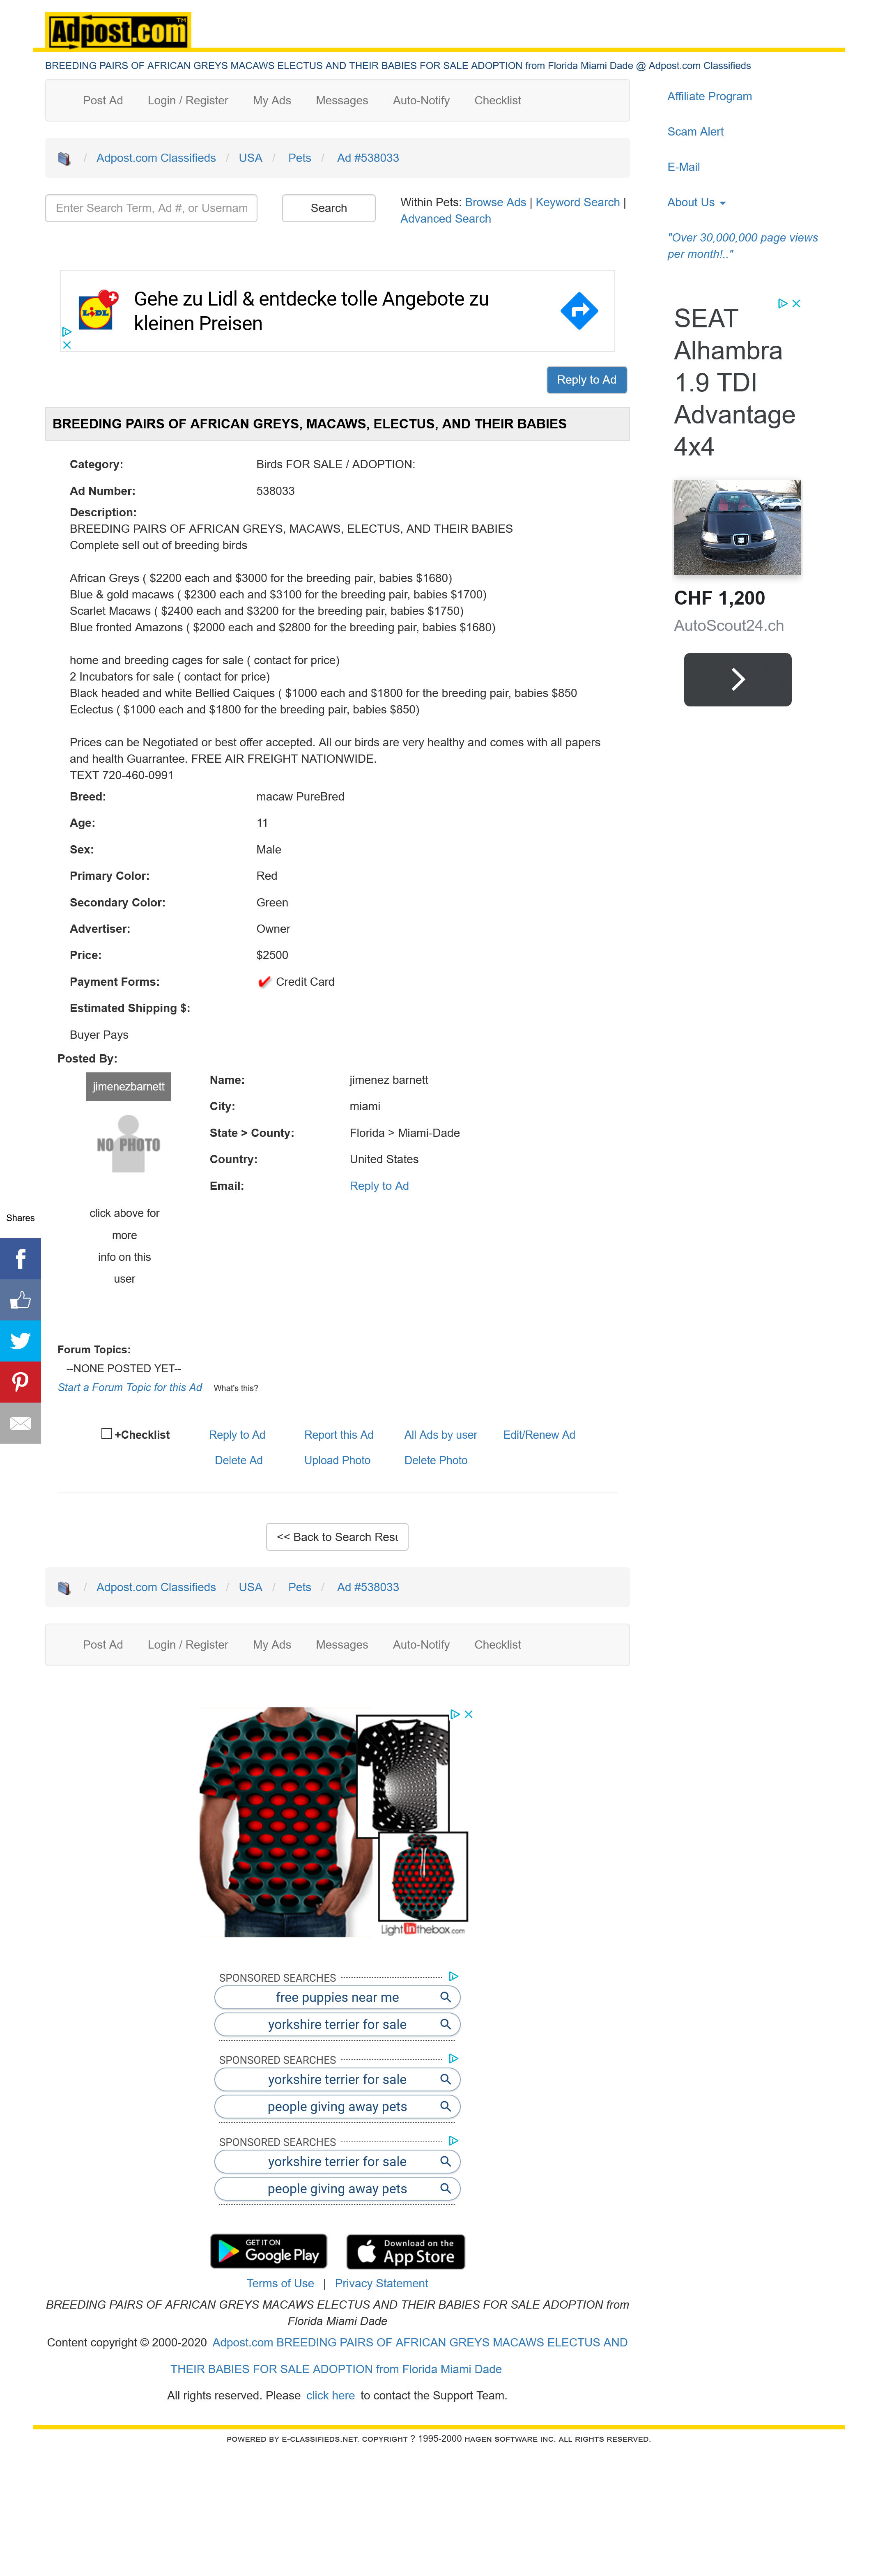 Adpost.com™
BREEDING PAIRS OF AFRICAN GREYS MACAWS ELECTUS AND THEIR BABIES FOR SALE ADOPTION from Florida Miami Dade @ Adpost.com Classifieds
Post Ad Login / Register My Ads Messages Auto-Notify Checklist
/ Adpost.com Classifieds / USA / Pets / Ad #538033
Enter Search Term, Ad #, or Usernam
Search
Within Pets: Browse Ads | Keyword Search |
Advanced Search
Affiliate Program
Scam Alert
E-Mail
About Us
"Over 30,000,000 page views
per month!.."
LIDL
Gehe zu Lidl & entdecke tolle Angebote zu
kleinen Preisen
SEAT
Alhambra
1.9 TDI
Advantage
4x4
CHF 1,200
AutoScout24.ch
Reply to Ad
BREEDING PAIRS OF AFRICAN GREYS, MACAWS, ELECTUS, AND THEIR BABIES
Category: Birds FOR SALE / ADOPTION:
Ad Number: 538033
Description:
BREEDING PAIRS OF AFRICAN GREYS, MACAWS, ELECTUS, AND THEIR BABIES
Complete sell out of breeding birds
African Greys ( $2200 each and $3000 for the breeding pair, babies $1680)
Blue & gold macaws ( $2300 each and $3100 for the breeding pair, babies $1700)
Scarlet Macaws ( $2400 each and $3200 for the breeding pair, babies $1750)
Blue fronted Amazons ( $2000 each and $2800 for the breeding pair, babies $1680)
home and breeding cages for sale ( contact for price)
2 Incubators for sale ( contact for price)
Black headed and white Bellied Caiques ( $1000 each and $1800 for the breeding pair, babies $850
Eclectus ( $1000 each and $1800 for the breeding pair, babies $850)
Prices can be Negotiated or best offer accepted. All our birds are very healthy and comes with all papers
and health Guarrantee. FREE AIR FREIGHT NATIONWIDE.
TEXT 720-460-0991
Breed: macaw PureBred
Age: 11
Sex: Male
Primary Color: Red
Secondary Color: Green
Advertiser: Owner
Price: $2500
Payment Forms: Credit Card
Estimated Shipping $:
Buyer Pays
Posted By:
jimenezbarnett
NO PHOTO
click above for
more
info on this
user
Name: jimenez barnett
City: miami
State > County: Florida > Miami-Dade
Country: United States
Email: Reply to Ad
Shares
Forum Topics:
--NONE POSTED YET--
Start a Forum Topic for this Ad What's this?
+Checklist Reply to Ad Report this Ad All Ads by user Edit/Renew Ad
Delete Ad Upload Photo Delete Photo
<< Back to Search Resu
/ Adpost.com Classifieds / USA / Pets / Ad #538033
Post Ad Login / Register My Ads Messages Auto-Notify Checklist
Lightinthebox.com
SPONSORED SEARCHES
free puppies near me
yorkshire terrier for sale
SPONSORED SEARCHES
yorkshire terrier for sale
people giving away pets
SPONSORED SEARCHES
yorkshire terrier for sale
people giving away pets
GET IT ON
Google Play
Download on the
App Store
Terms of Use | Privacy Statement
BREEDING PAIRS OF AFRICAN GREYS MACAWS ELECTUS AND THEIR BABIES FOR SALE ADOPTION from
Florida Miami Dade
Content copyright © 2000-2020 Adpost.com BREEDING PAIRS OF AFRICAN GREYS MACAWS ELECTUS AND
THEIR BABIES FOR SALE ADOPTION from Florida Miami Dade
All rights reserved. Please click here to contact the Support Team.
POWERED BY E-CLASSIFIEDS.NET. COPYRIGHT ? 1995-2000 HAGEN SOFTWARE INC. ALL RIGHTS RESERVED.